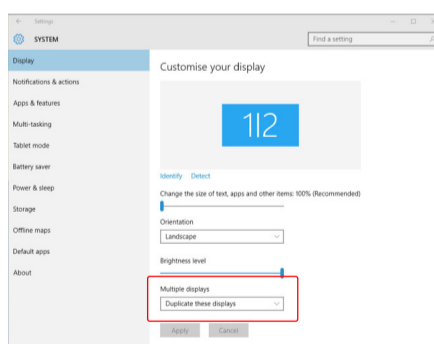 Settings
SYSTEM
Find a setting
Display
Notifications & actions
Apps & features
Multi-tasking
Tablet mode
Battery saver
Power & sleep
Storage
Offline maps
Default apps
About
Customise your display
1|2
Identify Detect
Change the size of text, apps and other items: 100% (Recommended)
Orientation
Landscape
Brightness level
Multiple displays
Duplicate these displays
Apply Cancel